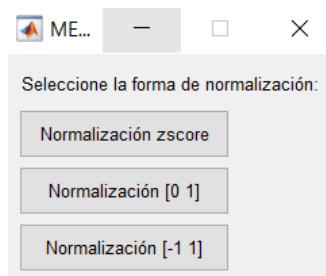 ME...
Seleccione la forma de normalización:
Normalización zscore
Normalización [0 1]
Normalización [-1 1]